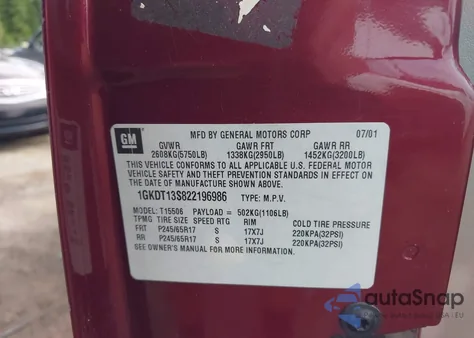 GM
MFD BY GENERAL MOTORS CORP 07/01
GVWR GAWR FRT GAWR RR
2608KG(5750LB) 1338KG(2950LB) 1452KG(3200LB)
THIS VEHICLE CONFORMS TO ALL APPLICABLE U.S. FEDERAL MOTOR
VEHICLE SAFETY AND THEFT PREVENTION STANDARDS IN EFFECT ON
THE DATE OF MANUFACTURE SHOWN ABOVE.
1GKDT13S822196986 TYPE: M.P.V.
MODEL: T15506 PAYLOAD = 502KG(1106LB)
TPMG TIRE SIZE SPEED RTG RIM COLD TIRE PRESSURE
FRT P245/65R17 S 17X7J 220KPA(32PSI)
RR P245/65R17 S 17X7J 220KPA(32PSI)
SEE OWNER'S MANUAL FOR MORE INFORMATION.
autoSnap